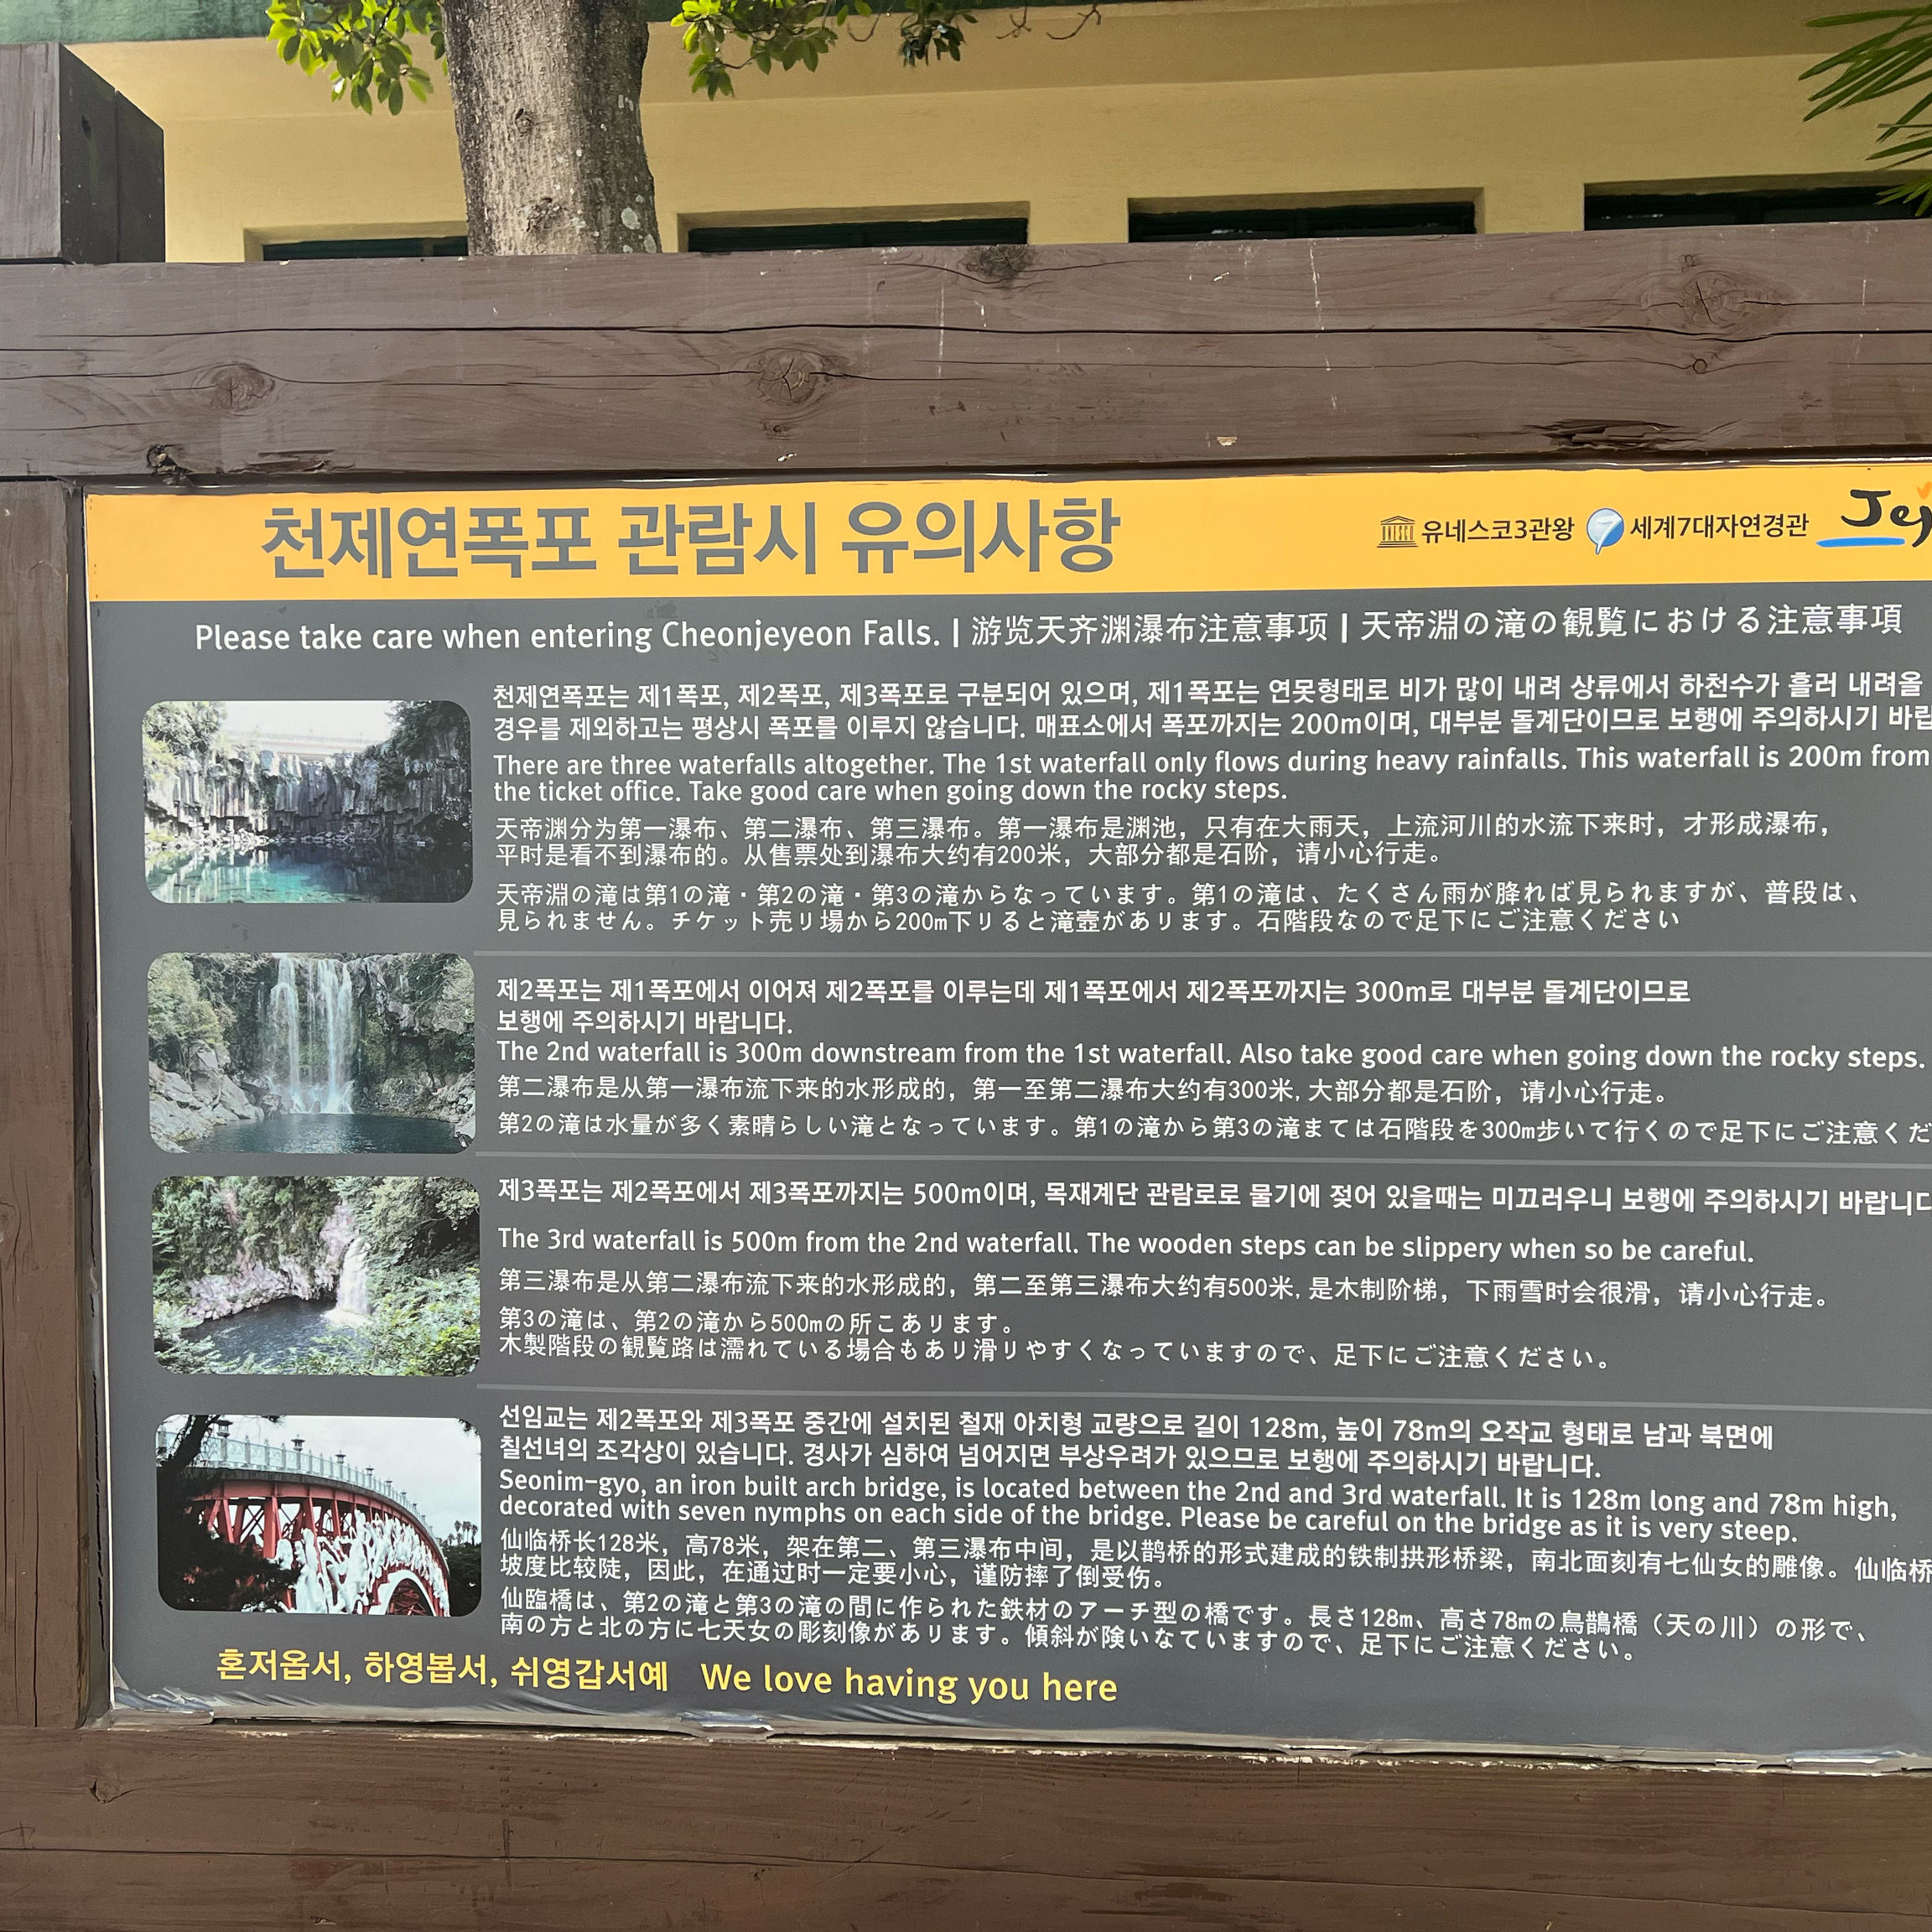 천제연폭포 관람시 유의사항
UNESCO 유네스코3관왕 7 세계7대자연경관
Please take care when entering Cheonjeyeon Falls. | 游览天齐渊瀑布注意事项 | 天帝淵の滝の観覧における注意事項
천제연폭포는 제1폭포, 제2폭포, 제3폭포로 구분되어 있으며, 제1폭포는 연못형태로 비가 많이 내려 상류에서 하천수가 흘러 내려올
경우를 제외하고는 평상시 폭포를 이루지 않습니다. 매표소에서 폭포까지는 200m이며, 대부분 돌계단이므로 보행에 주의하시기
There are three waterfalls altogether. The 1st waterfall only flows during heavy rainfalls. This waterfall is 200m from
the ticket office. Take good care when going down the rocky steps.
天帝渊分为第一瀑布、第二瀑布、第三瀑布。第一瀑布是渊池，只有在大雨天，上流河川的水流下来时，才形成瀑布，
平时是看不到瀑布的。从售票处到瀑布大约有200米，大部分都是石阶，请小心行走。
天帝淵の滝は第1の滝・第2の滝・第3の滝からなっています。第1の滝は、たくさん雨が降れば見られますが、普段は、
見られません。チケット売リ場から200m下リると滝壺があリます。石階段なので足下にご注意ください
제2폭포는 제1폭포에서 이어져 제2폭포를 이루는데 제1폭포에서 제2폭포까지는 300m로 대부분 돌계단이므로
보행에 주의하시기 바랍니다.
The 2nd waterfall is 300m downstream from the 1st waterfall. Also take good care when going down the rocky steps.
第二瀑布是从第一瀑布流下来的水形成的，第一至第二瀑布大约有300米, 大部分都是石阶，请小心行走。
第2の滝は水量が多く素晴らしい滝となっています。第1の滝から第3の滝までは石階段を300m歩いて行くので足下にご注意くだ
제3폭포는 제2폭포에서 제3폭포까지는 500m이며, 목재계단 관람로로 물기에 젖어 있을때는 미끄러우니 보행에 주의하시기 바랍니다
The 3rd waterfall is 500m from the 2nd waterfall. The wooden steps can be slippery when so be careful.
第三瀑布是从第二瀑布流下来的水形成的，第二至第三瀑布大约有500米, 是木制阶梯，下雨雪时会很滑，请小心行走。
第3の滝は、第2の滝から500mの所こあリます。
木製階段の観覧路は濡れている場合もあリ滑リやすくなっていますので、足下にご注意ください。
선임교는 제2폭포와 제3폭포 중간에 설치된 철재 아치형 교량으로 길이 128m, 높이 78m의 오작교 형태로 남과 북면에
칠선녀의 조각상이 있습니다. 경사가 심하여 넘어지면 부상우려가 있으므로 보행에 주의하시기 바랍니다.
Seonim-gyo, an iron built arch bridge, is located between the 2nd and 3rd waterfall. It is 128m long and 78m high,
decorated with seven nymphs on each side of the bridge. Please be careful on the bridge as it is very steep.
仙临桥长128米，高78米，架在第二、第三瀑布中间，是以鹊桥的形式建成的铁制拱形桥梁，南北面刻有七仙女的雕像。仙临桥
坡度比较陡，因此，在通过时一定要小心，谨防摔了倒受伤。
仙臨橋は、第2の滝と第3の滝の間に作られた鉄材のアーチ型の橋です。長さ128m、高さ78mの鳥鵲橋（天の川）の形で、
南の方と北の方に七天女の彫刻像があリます。傾斜が険いなていますので、足下にご注意ください。
혼저옵서, 하영봅서, 쉬영갑서예 We love having you here